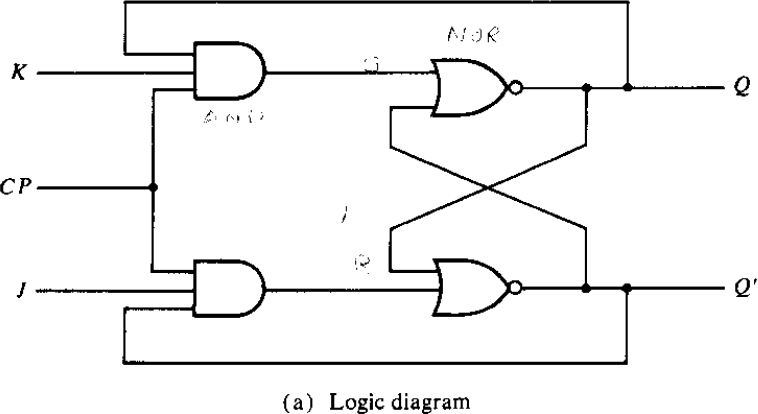 NOR
K
Q
AND
CP
R
J
Q'
(a) Logic diagram